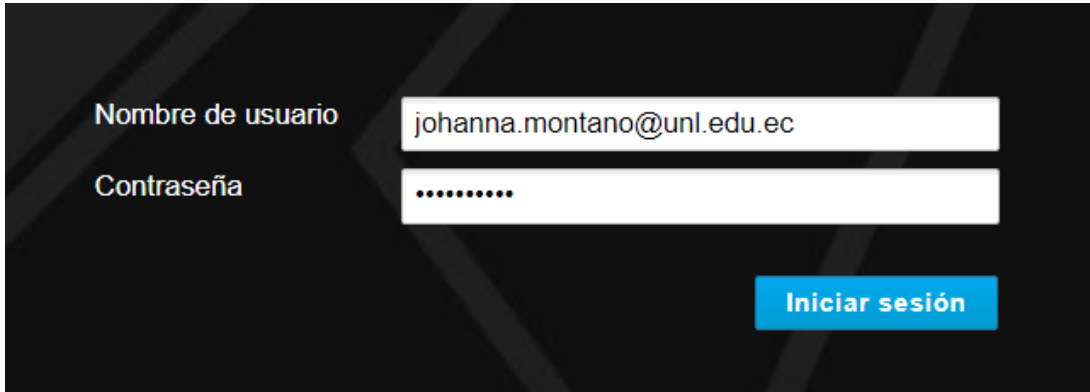 Nombre de usuario johanna.montano@unl.edu.ec
Contraseña ••••••••••
Iniciar sesión